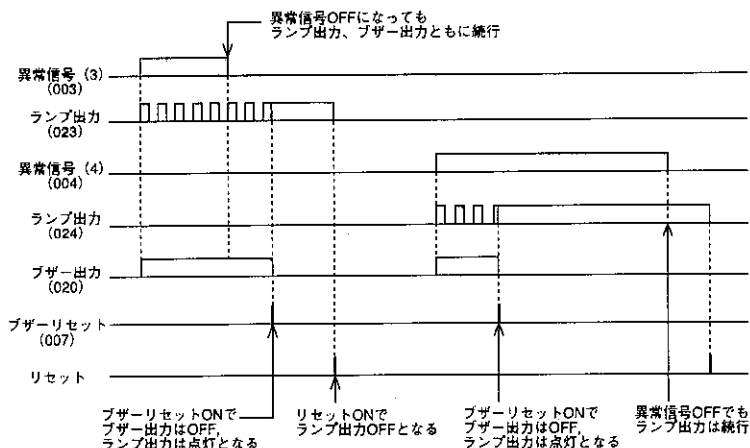 異常信号OFFになっても
ランプ出力、ブザー出力ともに続行
異常信号(3)
(003)
ランプ出力
(023)
異常信号(4)
(004)
ランプ出力
(024)
ブザー出力
(020)
ブザーリセット
(007)
リセット
ブザーリセットONで
ブザー出力はOFF,
ランプ出力は点灯となる
リセットONで
ランプ出力OFFとなる
ブザーリセットONで
ブザー出力はOFF,
ランプ出力は点灯となる
異常信号OFFでも
ランプ出力は続行